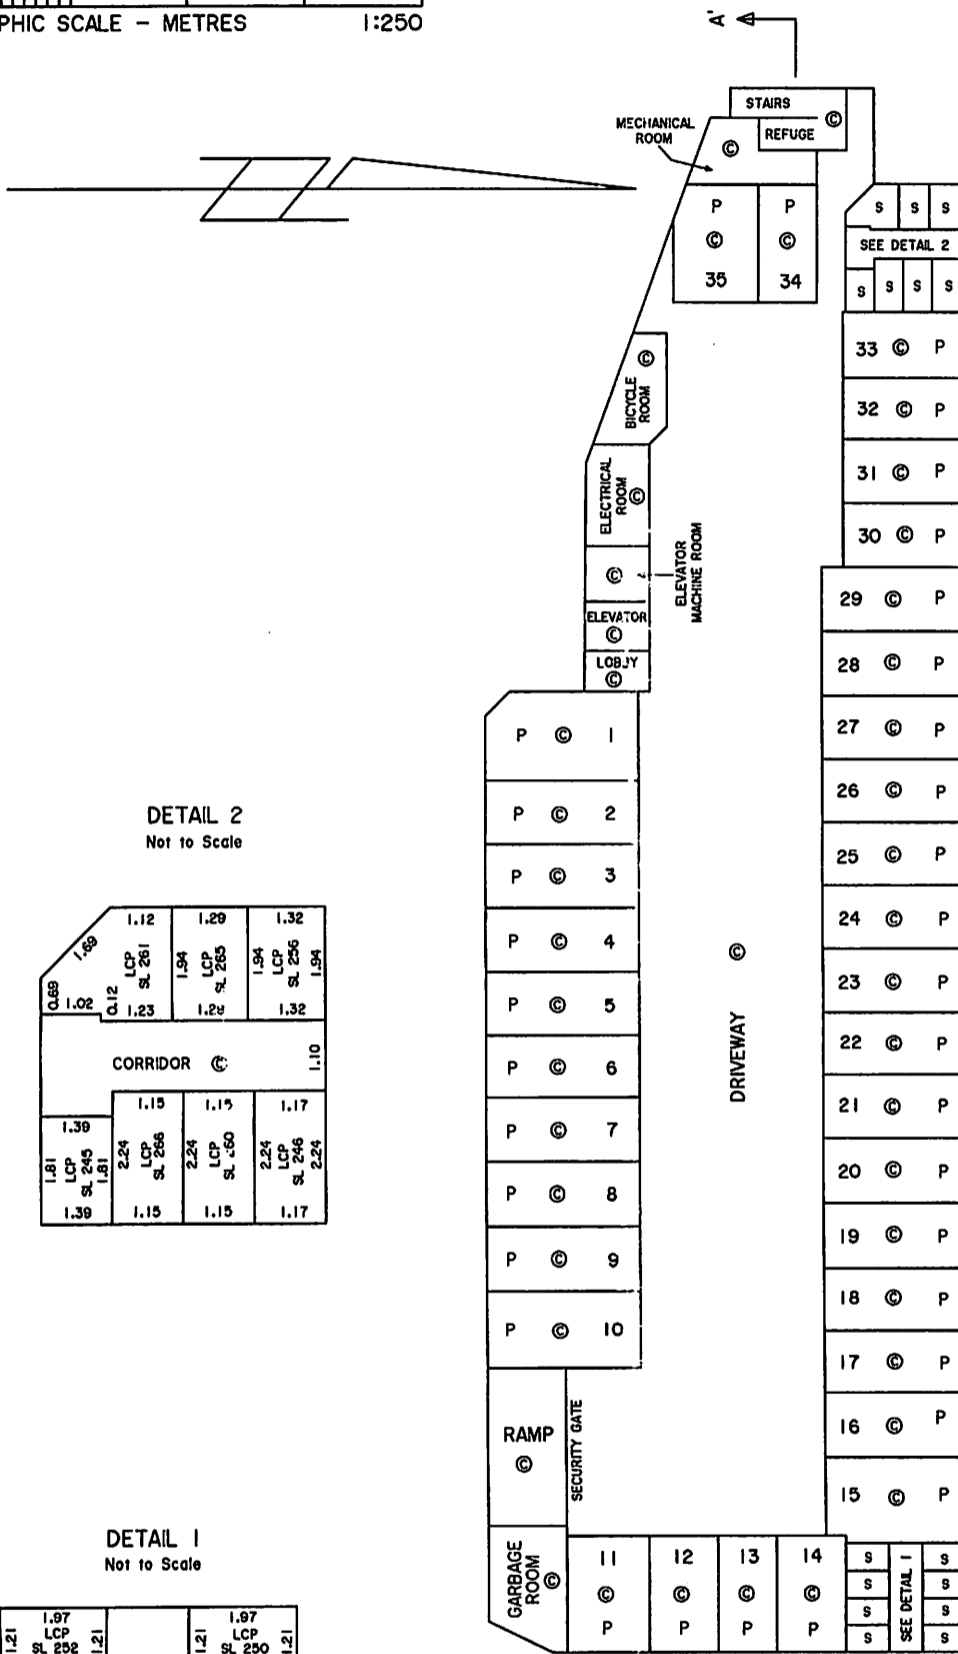 PHIC SCALE - METRES 1:250
A'
STAIRS
©
REFUGE
MECHANICAL
ROOM
©
P P
© ©
35 34
S S S
SEE DETAIL 2
S S S S
33 © P
32 © P
31 © P
30 © P
29 © P
28 © P
27 © P
26 © P
25 © P
24 © P
23 © P
22 © P
21 © P
20 © P
19 © P
18 © P
17 © P
16 © P
15 © P
BICYCLE
ROOM
©
ELECTRICAL
ROOM
©
ELEVATOR
MACHINE ROOM
©
ELEVATOR
©
LOBBY
©
P © 1
P © 2
P © 3
P © 4
P © 5
P © 6
P © 7
P © 8
P © 9
P © 10
DRIVEWAY ©
RAMP
©
SECURITY GATE
GARBAGE
ROOM
©
11 12 13 14
© © © ©
P P P P
S S
S S
S S
S S
SEE DETAIL 1
DETAIL 2
Not to Scale
1.12 1.29 1.32
1.69
LCP
SL 261
1.94
LCP
SL 265
1.94
LCP
SL 256
1.94
0.69
1.02
0.12
1.23 1.32
CORRIDOR ©
1.10
1.39 1.15 1.15 1.17
1.81
LCP
SL 245
1.81
2.24
LCP
SL 266
2.24
LCP
SL 260
2.24
LCP
SL 246
2.24
1.39 1.15 1.15 1.17
DETAIL 1
Not to Scale
1.97 1.97
1.21
LCP
SL 252
1.21
1.21
LCP
SL 250
1.21